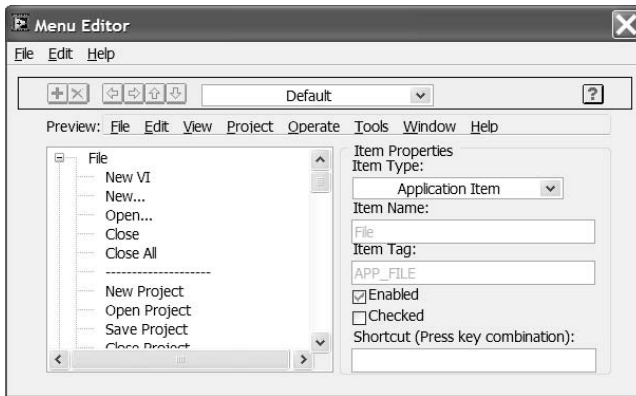 Menu Editor
File Edit Help
Default
?
Preview: File Edit View Project Operate Tools Window Help
File
New VI
New...
Open...
Close
Close All
--------------------
New Project
Open Project
Save Project
Close Project
Item Properties
Item Type:
Application Item
Item Name:
File
Item Tag:
APP_FILE
Enabled
Checked
Shortcut (Press key combination):